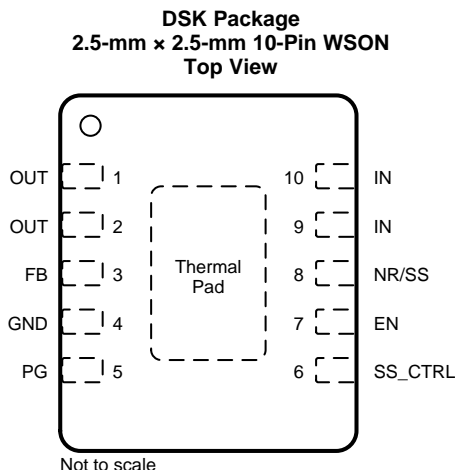 DSK Package
2.5-mm × 2.5-mm 10-Pin WSON
Top View
OUT 1 10 IN
OUT 2 9 IN
FB 3 Thermal Pad 8 NR/SS
GND 4 7 EN
PG 5 6 SS_CTRL
Not to scale